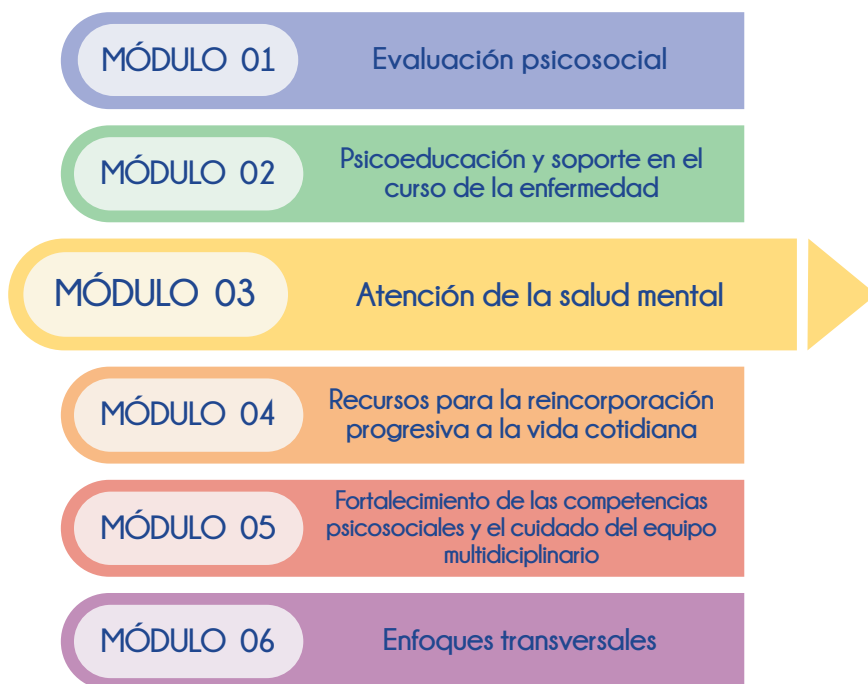 MÓDULO 01
Evaluación psicosocial
MÓDULO 02
Psicoeducación y soporte en el
curso de la enfermedad
MÓDULO 03
Atención de la salud mental
MÓDULO 04
Recursos para la reincorporación
progresiva a la vida cotidiana
MÓDULO 05
Fortalecimiento de las competencias
psicosociales y el cuidado del equipo
multidiciplinario
MÓDULO 06
Enfoques transversales